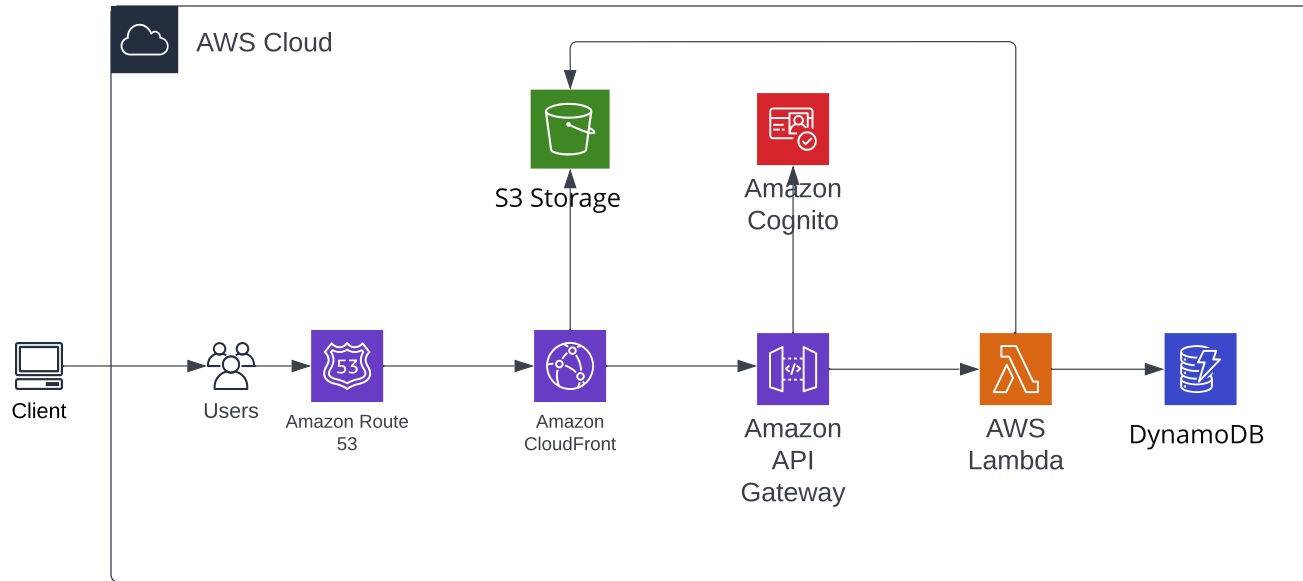 AWS Cloud
S3 Storage
Amazon
Cognito
53
Client
Users
Amazon Route
53
Amazon
CloudFront
</>
Amazon
API
Gateway
AWS
Lambda
DynamoDB